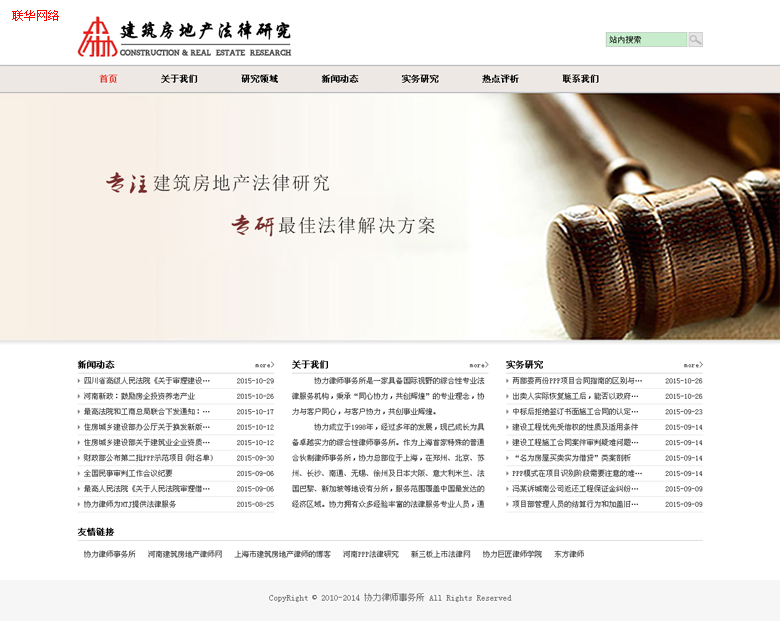 联华网络
建筑房地产法律研究
CONSTRUCTION & REAL ESTATE RESEARCH
站内搜索
首页 关于我们 研究领域 新闻动态 实务研究 热点评析 联系我们
专注建筑房地产法律研究
专研最佳法律解决方案
新闻动态 more>
四川省高级人民法院《关于审理建设… 2015-10-29
河南新政：鼓励房企投资养老产业 2015-10-26
最高法院和工商总局联合下发通知：… 2015-10-17
住房城乡建设部办公厅关于换发新版… 2015-10-12
住房城乡建设部关于建筑业企业资质… 2015-10-12
财政部公布第二批PPP示范项目(附名单) 2015-09-30
全国民事审判工作会议纪要 2015-09-06
最高人民法院《关于人民法院审理借… 2015-09-06
协力律师为MTJ提供法律服务 2015-08-25
关于我们 more>
协力律师事务所是一家具备国际视野的综合性专业法
律服务机构，秉承"同心协力，共创辉煌"的专业理念，协
力与客户同心，与客户协力，共创事业辉煌。
协力成立于1998年，经过多年的发展，现已成长为具
备卓越实力的综合性律师事务所。作为上海首家特殊的普通
合伙制律师事务所，协力总部位于上海，在郑州、北京、苏
州、长沙、南通、无锡、徐州及日本大阪、意大利米兰、法
国巴黎、新加坡等地设有分所，服务范围覆盖中国最发达的
经济区域。协力拥有众多经验丰富的法律服务专业人员，通
实务研究 more>
两部委两份PPP项目合同指南的区别与… 2015-10-26
出卖人实际恢复施工后，能否以政府… 2015-10-26
中标后拒绝签订书面施工合同的认定… 2015-09-23
建设工程优先受偿权的性质及适用条件 2015-09-14
建设工程施工合同案件审判疑难问题… 2015-09-14
"名为房屋买卖实为借贷"类案剖析 2015-09-14
PPP模式在项目识别阶段需要注意的难… 2015-09-14
冯某诉城南公司返还工程保证金纠纷… 2015-09-09
项目部管理人员的结算行为和加盖旧… 2015-09-09
友情链接
协力律师事务所 河南建筑房地产律师网 上海市建筑房地产律师的博客 河南PPP法律研究 新三板上市法律网 协力巨匠律师学院 东方律师
CopyRight © 2010-2014 协力律师事务所 All Rights Reserved